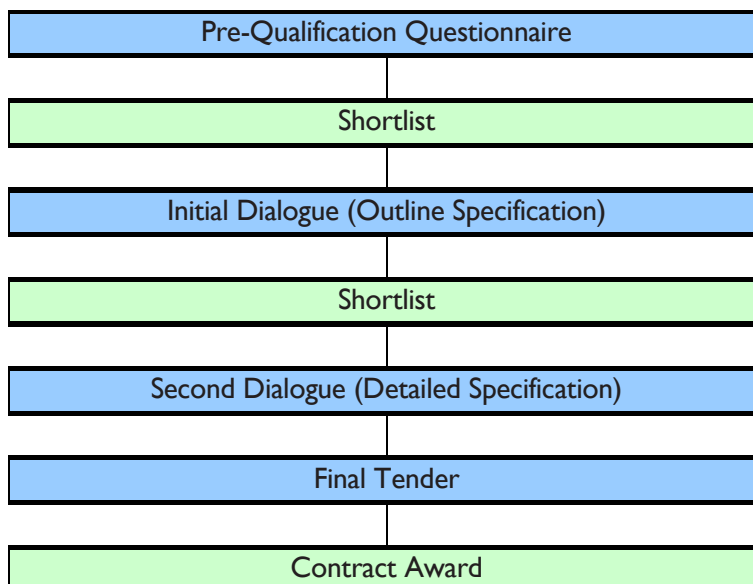 Pre-Qualification Questionnaire
Shortlist
Initial Dialogue (Outline Specification)
Shortlist
Second Dialogue (Detailed Specification)
Final Tender
Contract Award